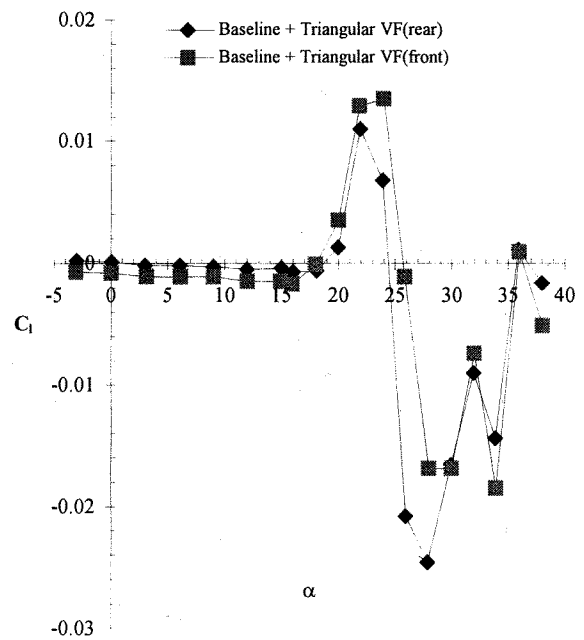 0.02
Baseline + Triangular VF(rear)
Baseline + Triangular VF(front)
0.01
0
-5 0 5 10 15 20 25 30 35 40
Cl
-0.01
-0.02
α
-0.03